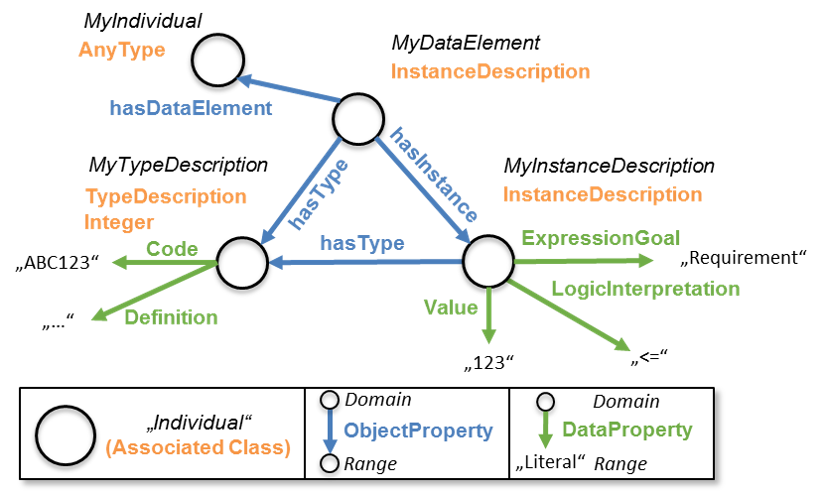 MyIndividual
AnyType
MyDataElement
InstanceDescription
hasDataElement
hasInstance
hasType
MyTypeDescription
TypeDescription
Integer
MyInstanceDescription
InstanceDescription
Code
hasType
ExpressionGoal
„ABC123“
„Requirement“
LogicInterpretation
„...“
Definition
Value
„123“
„<=“
„Individual“
(Associated Class)
Domain
ObjectProperty
Range
Domain
DataProperty
„Literal“ Range